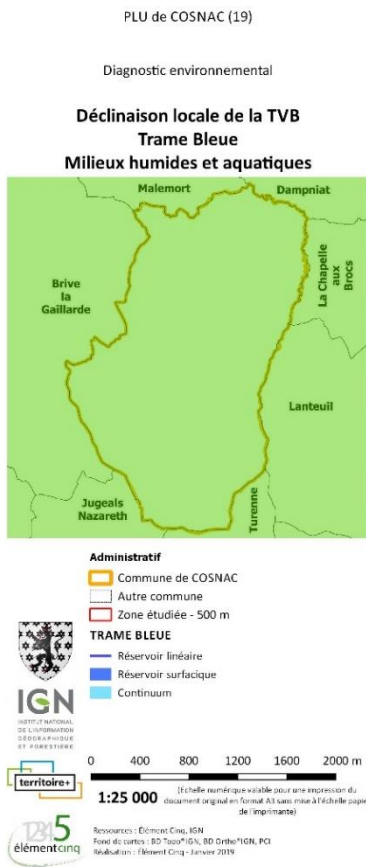 PLU de COSNAC (19)
Diagnostic environnemental
Déclinaison locale de la TVB
Trame Bleue
Milieux humides et aquatiques
Malemort
Dampniat
La Chapelle
aux
Brocs
Brive
la
Gaillarde
Lanteuil
Jugeals
Nazareth
Turenne
Administratif
Commune de COSNAC
Autre commune
Zone étudiée - 500 m
TRAME BLEUE
Réservoir linéaire
Réservoir surfacique
Continuum
IGN
INSTITUT NATIONAL
DE L'INFORMATION
GÉOGRAPHIQUE
ET FORESTIÈRE
territoire+
0 400 800 1200 1600 2000 m
1:25 000
(Échelle numérique valable pour une impression du
document original en format A3 sans mise à l'échelle papier
de l'imprimante)
12345
élémentcinq
Ressources : Élément Cinq, IGN
Fond de cartes : BD Topo®IGN, BD Ortho®IGN, PCI
Réalisation : Élément Cinq - Janvier 2019